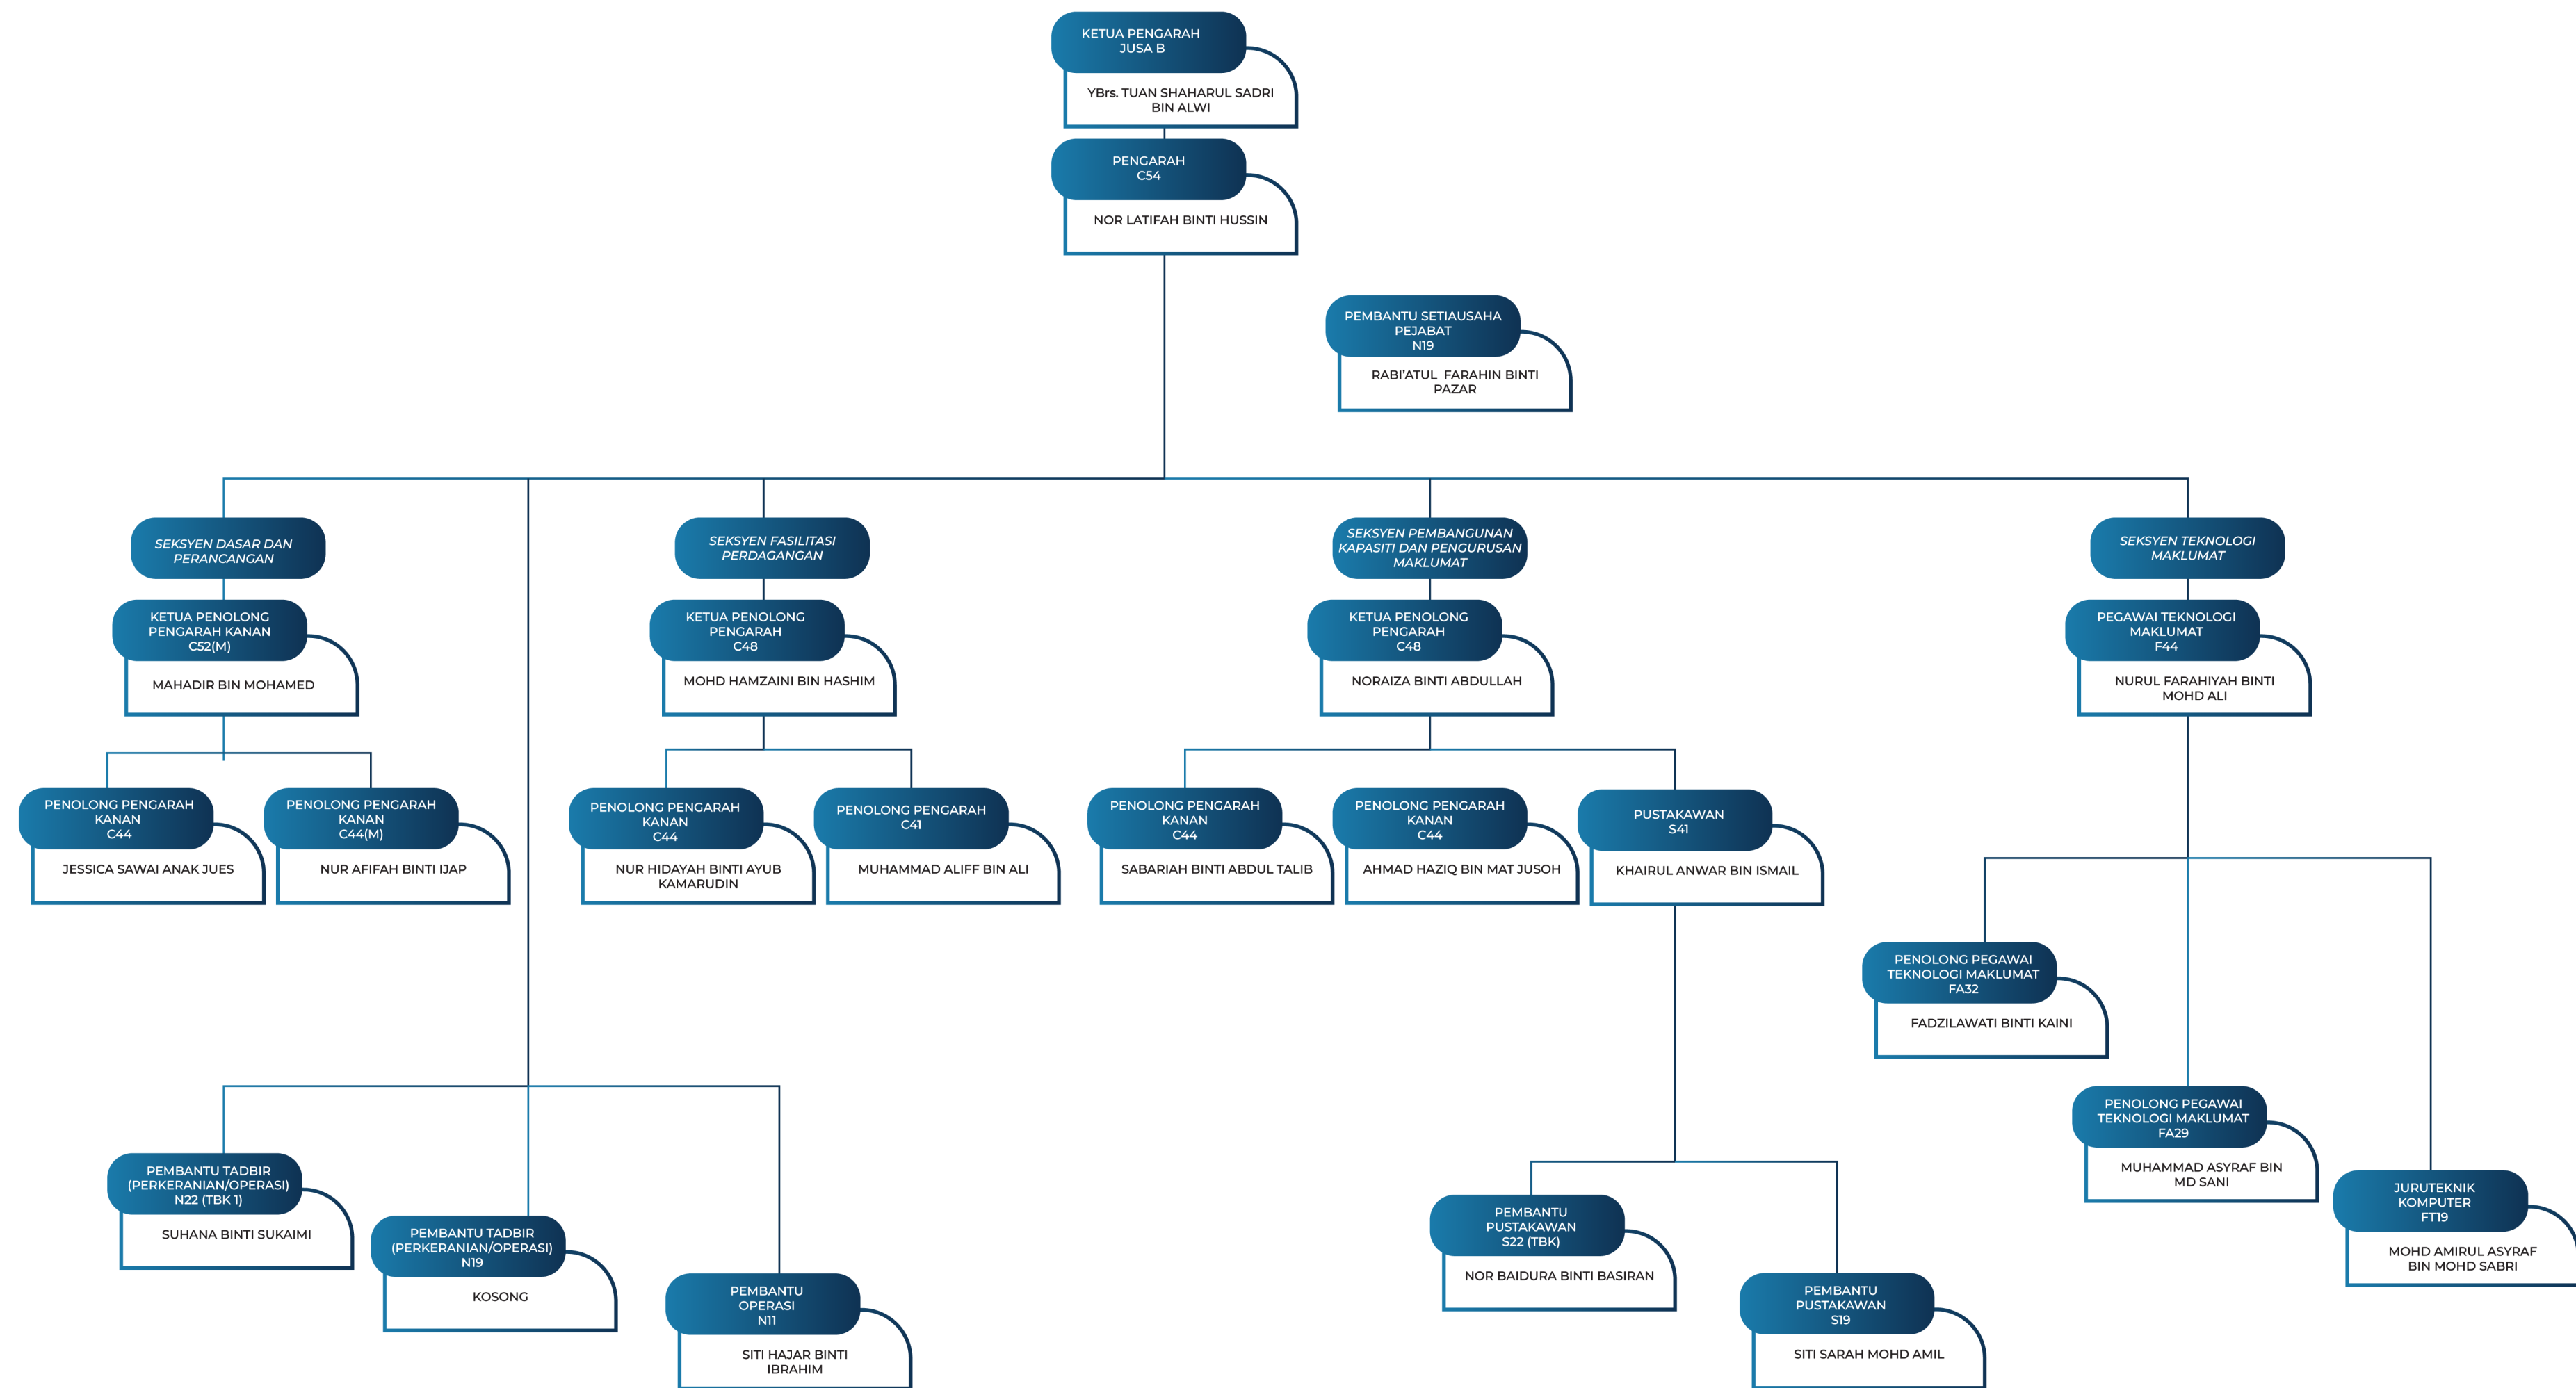 KETUA PENGARAH
JUSA B
YBrs. TUAN SHAHARUL SADRI
BIN ALWI
PENGARAH
C54
NOR LATIFAH BINTI HUSSIN
PEMBANTU SETIAUSAHA
PEJABAT
N19
RABI'ATUL FARAHIN BINTI
PAZAR
SEKSYEN DASAR DAN
PERANCANGAN
KETUA PENOLONG
PENGARAH KANAN
C52(M)
MAHADIR BIN MOHAMED
PENOLONG PENGARAH
KANAN
C44
JESSICA SAWAI ANAK JUES
PENOLONG PENGARAH
KANAN
C44(M)
NUR AFIFAH BINTI IJAP
PEMBANTU TADBIR
(PERKERANIAN/OPERASI)
N22 (TBK 1)
SUHANA BINTI SUKAIMI
PEMBANTU TADBIR
(PERKERANIAN/OPERASI)
N19
KOSONG
PEMBANTU
OPERASI
N11
SITI HAJAR BINTI
IBRAHIM
SEKSYEN FASILITASI
PERDAGANGAN
KETUA PENOLONG
PENGARAH
C48
MOHD HAMZAINI BIN HASHIM
PENOLONG PENGARAH
KANAN
C44
NUR HIDAYAH BINTI AYUB
KAMARUDIN
PENOLONG PENGARAH
C41
MUHAMMAD ALIFF BIN ALI
SEKSYEN PEMBANGUNAN
KAPASITI DAN PENGURUSAN
MAKLUMAT
KETUA PENOLONG
PENGARAH
C48
NORAIZA BINTI ABDULLAH
PENOLONG PENGARAH
KANAN
C44
SABARIAH BINTI ABDUL TALIB
PENOLONG PENGARAH
KANAN
C44
AHMAD HAZIQ BIN MAT JUSOH
PUSTAKAWAN
S41
KHAIRUL ANWAR BIN ISMAIL
PEMBANTU
PUSTAKAWAN
S22 (TBK)
NOR BAIDURA BINTI BASIRAN
PEMBANTU
PUSTAKAWAN
S19
SITI SARAH MOHD AMIL
SEKSYEN TEKNOLOGI
MAKLUMAT
PEGAWAI TEKNOLOGI
MAKLUMAT
F44
NURUL FARAHIYAH BINTI
MOHD ALI
PENOLONG PEGAWAI
TEKNOLOGI MAKLUMAT
FA32
FADZILAWATI BINTI KAINI
PENOLONG PEGAWAI
TEKNOLOGI MAKLUMAT
FA29
MUHAMMAD ASYRAF BIN
MD SANI
JURUTEKNIK
KOMPUTER
FT19
MOHD AMIRUL ASYRAF
BIN MOHD SABRI